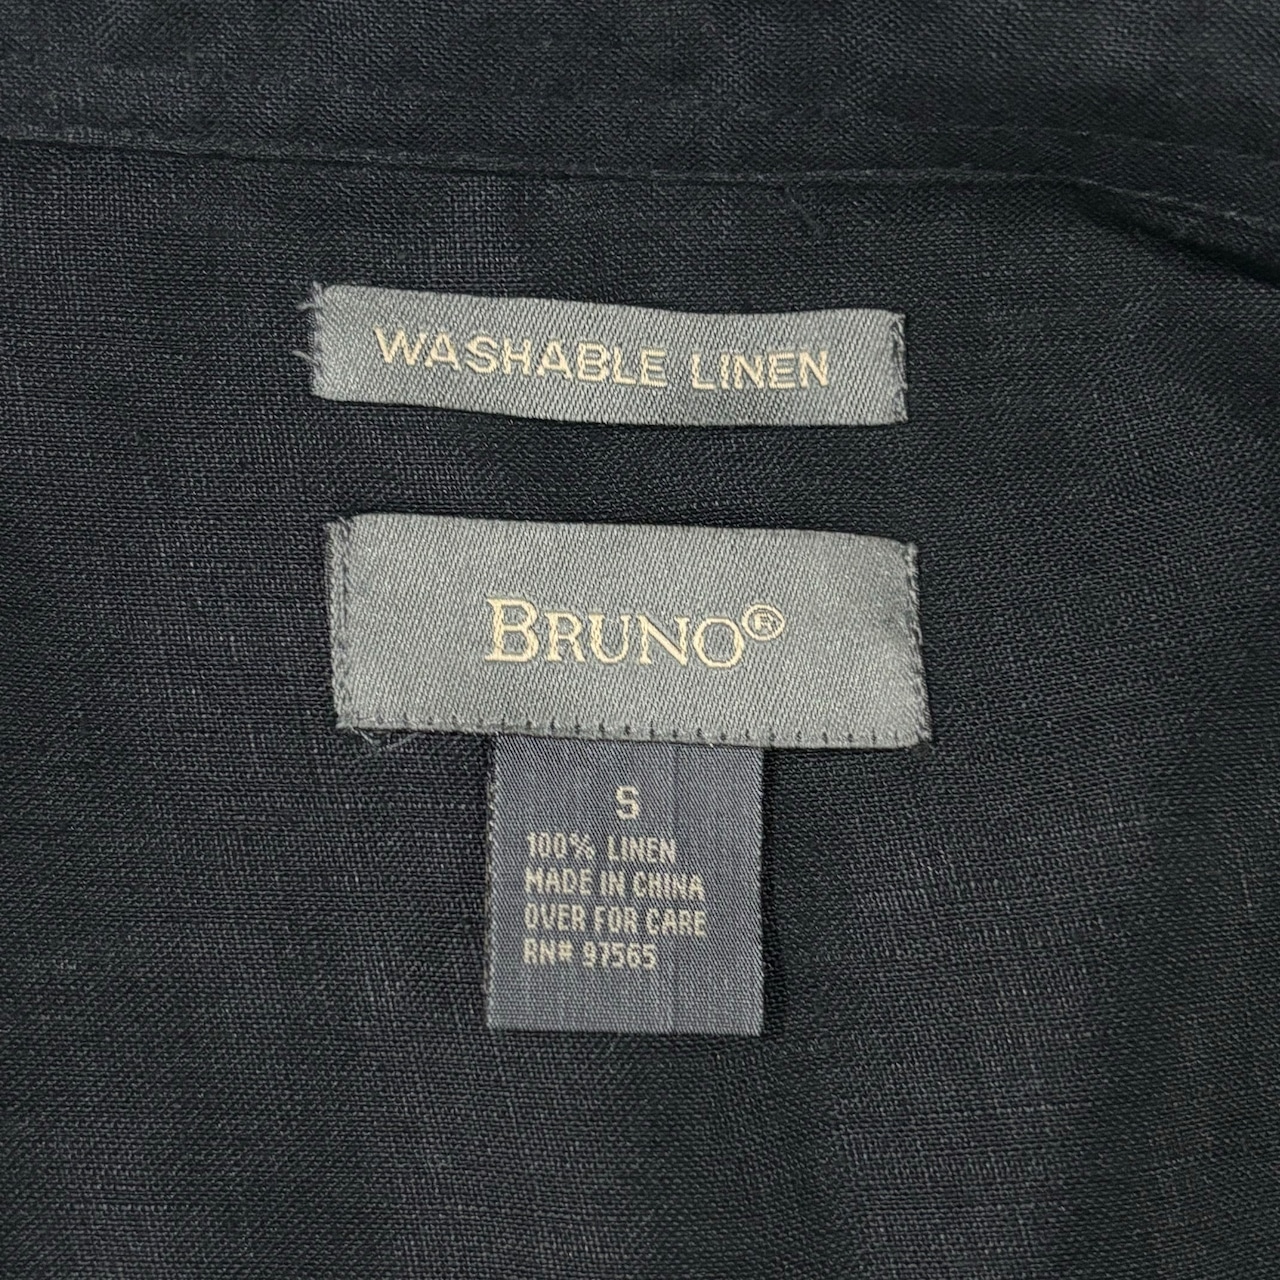 WASHABLE LINEN
BRUNO®
S
100% LINEN
MADE IN CHINA
OVER FOR CARE
RN# 97565